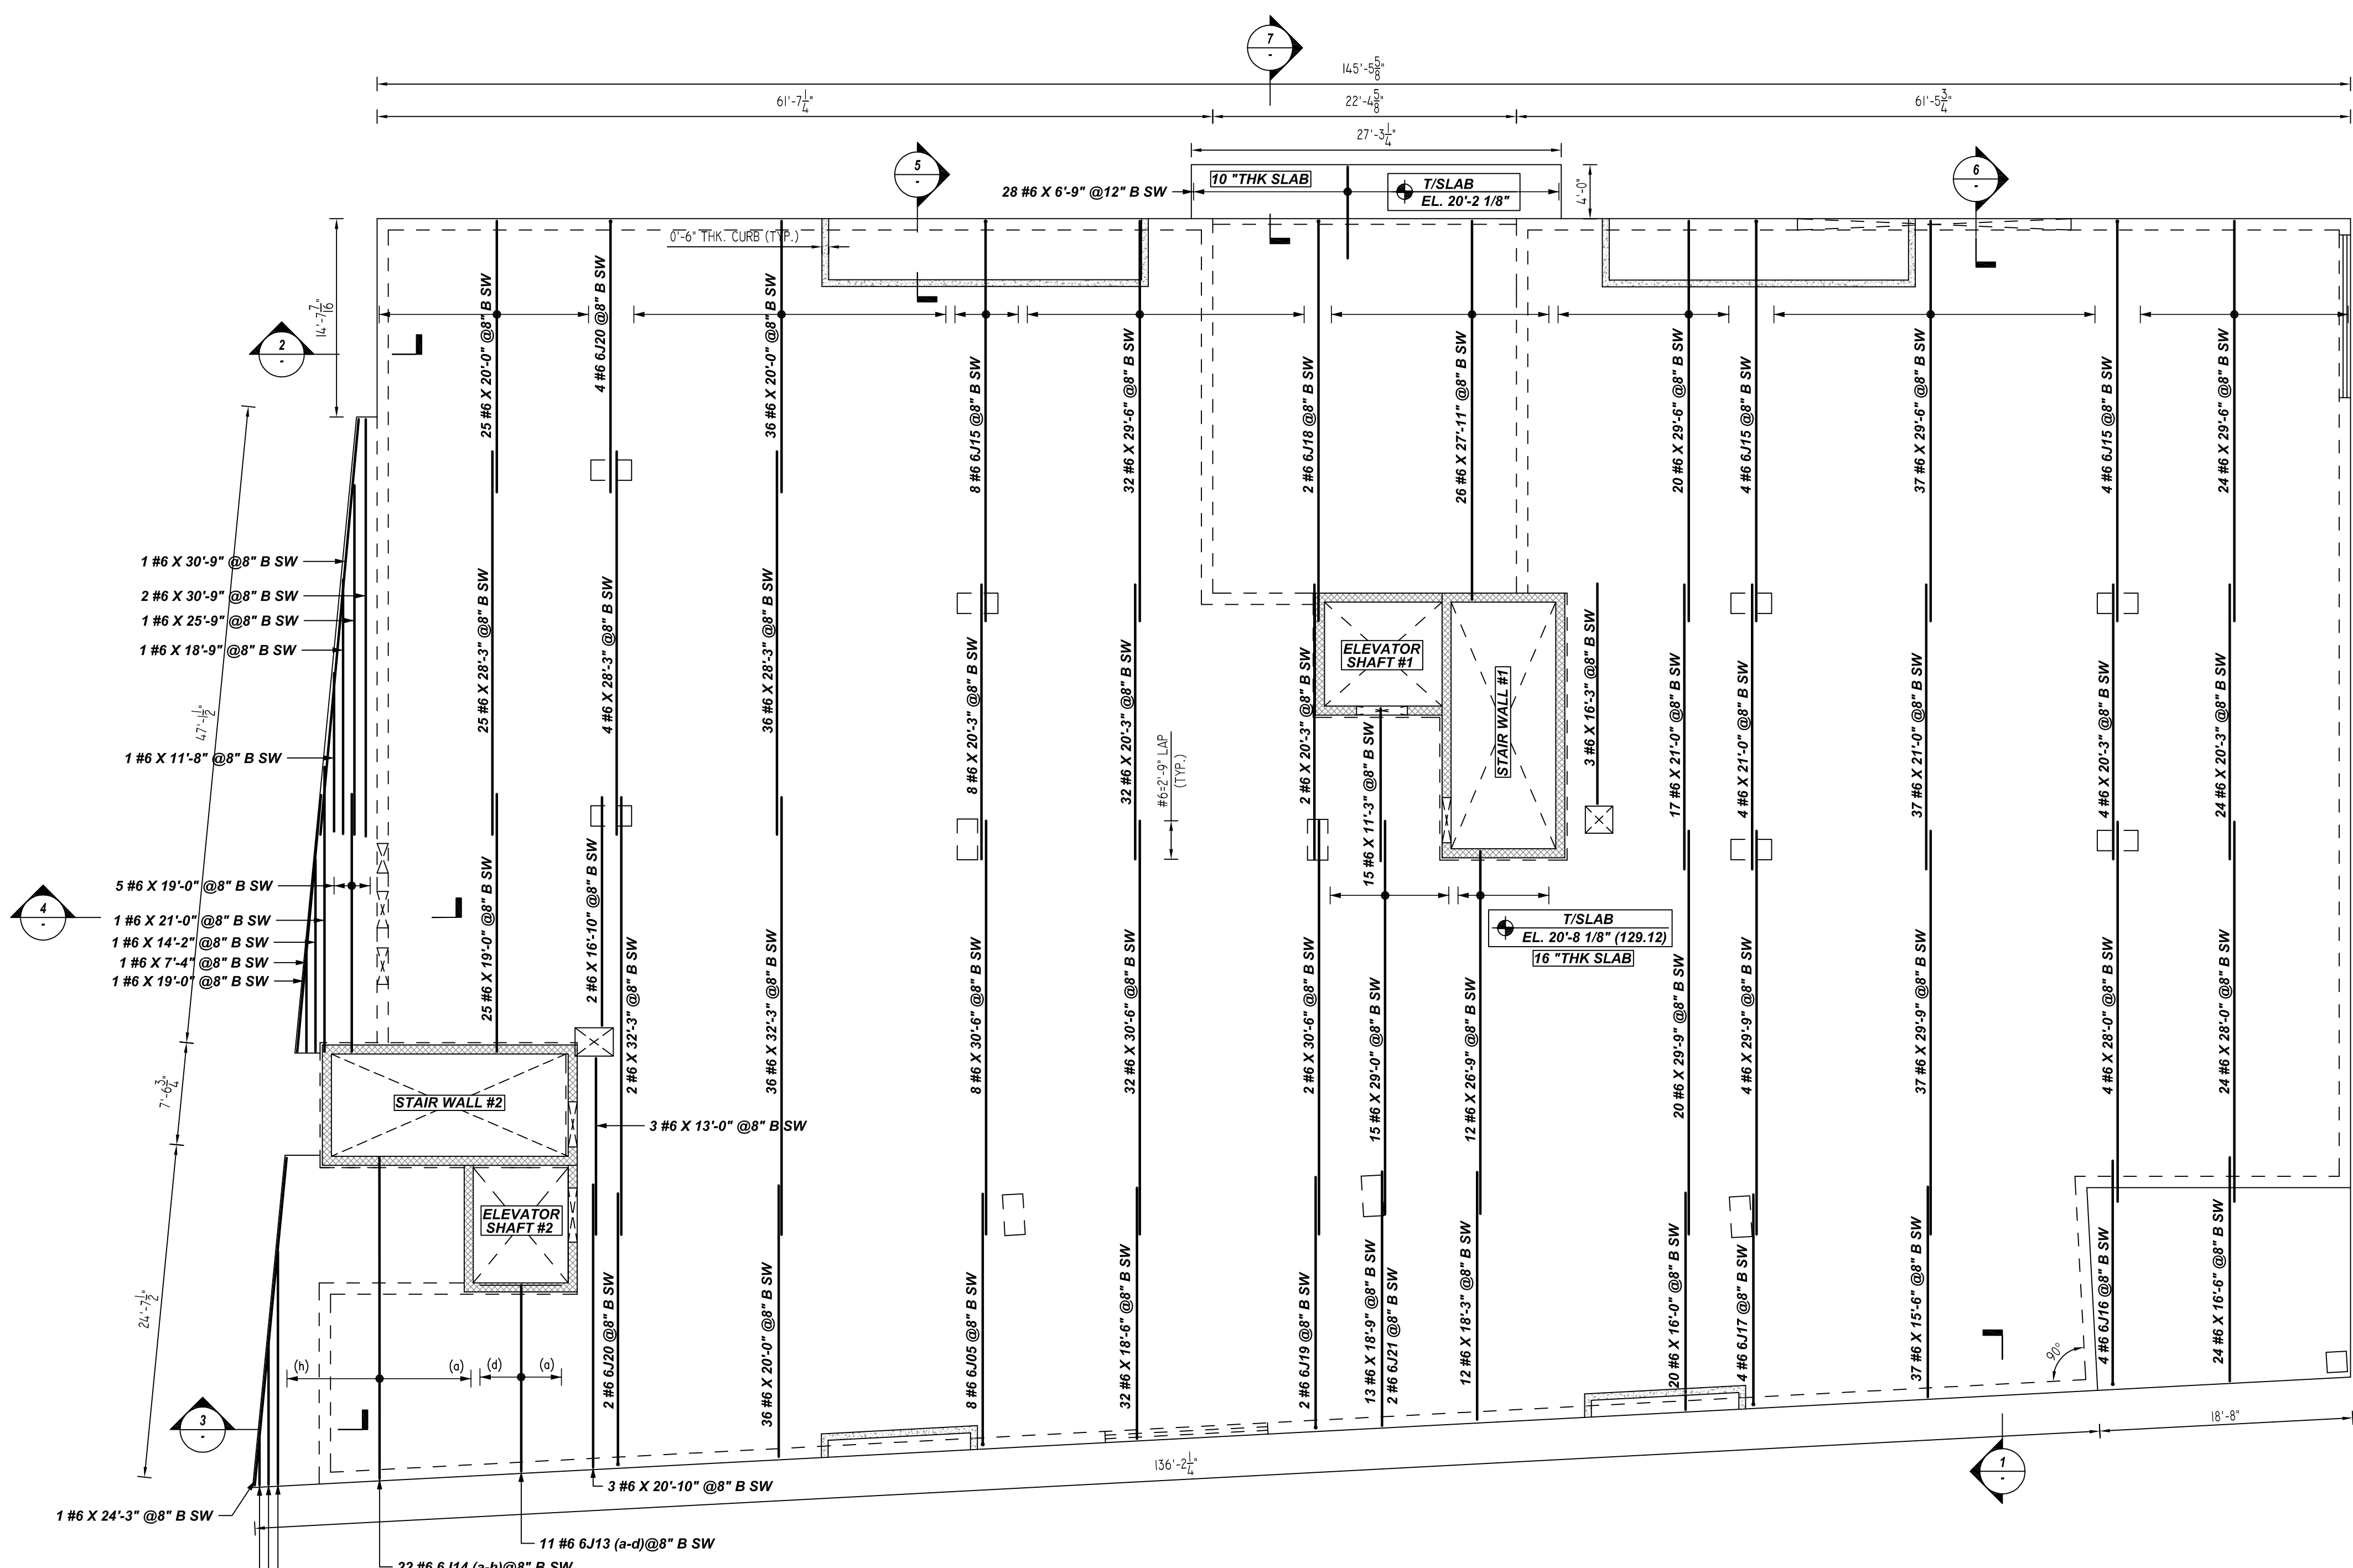 7
-
145'-5 5/8"
61'-7 1/4"
22'-4 5/8"
61'-5 3/4"
27'-3 1/4"
5
-
6
-
28 #6 X 6'-9" @12" B SW
10 "THK SLAB
T/SLAB
EL. 20'-2 1/8"
4'-0"
0'-6" THK. CURB (TYP.)
14'-7 7/16"
2
-
25 #6 X 20'-0" @8" B SW
4 #6 6J20 @8" B SW
36 #6 X 20'-0" @8" B SW
8 #6 6J15 @8" B SW
32 #6 X 29'-6" @8" B SW
2 #6 6J18 @8" B SW
26 #6 X 27'-11" @8" B SW
20 #6 X 29'-6" @8" B SW
4 #6 6J15 @8" B SW
37 #6 X 29'-6" @8" B SW
4 #6 6J15 @8" B SW
24 #6 X 29'-6" @8" B SW
1 #6 X 30'-9" @8" B SW
2 #6 X 30'-9" @8" B SW
1 #6 X 25'-9" @8" B SW
1 #6 X 18'-9" @8" B SW
47'-1 1/2"
1 #6 X 11'-8" @8" B SW
25 #6 X 28'-3" @8" B SW
4 #6 X 28'-3" @8" B SW
36 #6 X 28'-3" @8" B SW
8 #6 X 20'-3" @8" B SW
32 #6 X 20'-3" @8" B SW
#6=2'-9" LAP
(TYP.)
2 #6 X 20'-3" @8" B SW
ELEVATOR
SHAFT #1
STAIR WALL #1
15 #6 X 11'-3" @8" B SW
3 #6 X 16'-3" @8" B SW
17 #6 X 21'-0" @8" B SW
4 #6 X 21'-0" @8" B SW
37 #6 X 21'-0" @8" B SW
4 #6 X 20'-3" @8" B SW
24 #6 X 20'-3" @8" B SW
4
-
5 #6 X 19'-0" @8" B SW
1 #6 X 21'-0" @8" B SW
1 #6 X 14'-2" @8" B SW
1 #6 X 7'-4" @8" B SW
1 #6 X 19'-0" @8" B SW
25 #6 X 19'-0" @8" B SW
2 #6 X 16'-10" @8" B SW
2 #6 X 32'-3" @8" B SW
36 #6 X 32'-3" @8" B SW
8 #6 X 30'-6" @8" B SW
32 #6 X 30'-6" @8" B SW
2 #6 X 30'-6" @8" B SW
15 #6 X 29'-0" @8" B SW
12 #6 X 26'-9" @8" B SW
T/SLAB
EL. 20'-8 1/8" (129.12)
16 "THK SLAB
20 #6 X 29'-9" @8" B SW
4 #6 X 29'-9" @8" B SW
37 #6 X 29'-9" @8" B SW
4 #6 X 28'-0" @8" B SW
24 #6 X 28'-0" @8" B SW
7'-6 3/4"
STAIR WALL #2
3 #6 X 13'-0" @8" B SW
ELEVATOR
SHAFT #2
24'-7 1/2"
(h)
(a)
(d)
(a)
3
-
2 #6 6J20 @8" B SW
36 #6 X 20'-0" @8" B SW
8 #6 6J05 @8" B SW
32 #6 X 18'-6" @8" B SW
2 #6 6J19 @8" B SW
13 #6 X 18'-9" @8" B SW
2 #6 6J21 @8" B SW
12 #6 X 18'-3" @8" B SW
20 #6 X 16'-0" @8" B SW
4 #6 6J17 @8" B SW
37 #6 X 15'-6" @8" B SW
90°
4 #6 6J16 @8" B SW
24 #6 X 16'-6" @8" B SW
18'-8"
136'-2 1/4"
1
-
3 #6 X 20'-10" @8" B SW
1 #6 X 24'-3" @8" B SW
11 #6 6J13 (a-d)@8" B SW
22 #6 6J14 (a-h)@8" B SW